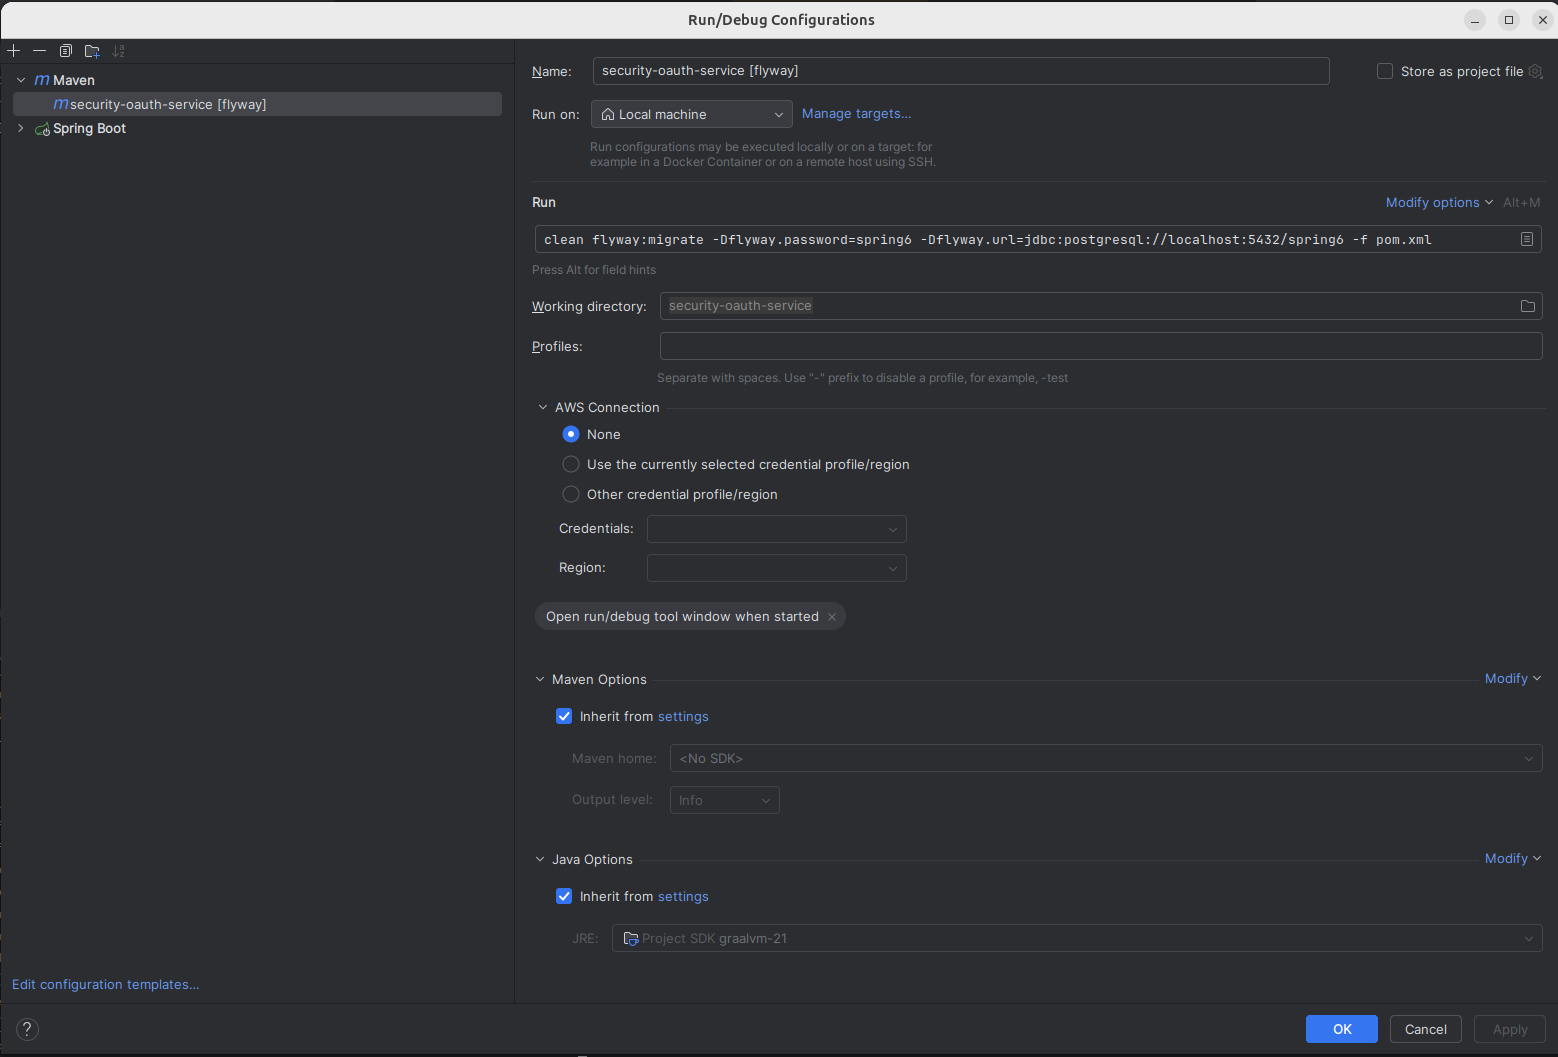 Run/Debug Configurations
Maven
security-oauth-service [flyway]
Spring Boot
Edit configuration templates...
Name: security-oauth-service [flyway]
Store as project file
Run on: Local machine Manage targets...
Run configurations may be executed locally or on a target: for
example in a Docker Container or on a remote host using SSH.
Run Modify options Alt+M
clean flyway:migrate -Dflyway.password=spring6 -Dflyway.url=jdbc:postgresql://localhost:5432/spring6 -f pom.xml
Press Alt for field hints
Working directory: security-oauth-service
Profiles:
Separate with spaces. Use "-" prefix to disable a profile, for example, -test
AWS Connection
None
Use the currently selected credential profile/region
Other credential profile/region
Credentials:
Region:
Open run/debug tool window when started
Maven Options Modify
Inherit from settings
Maven home: <No SDK>
Output level: Info
Java Options Modify
Inherit from settings
JRE: Project SDK graalvm-21
? OK Cancel Apply